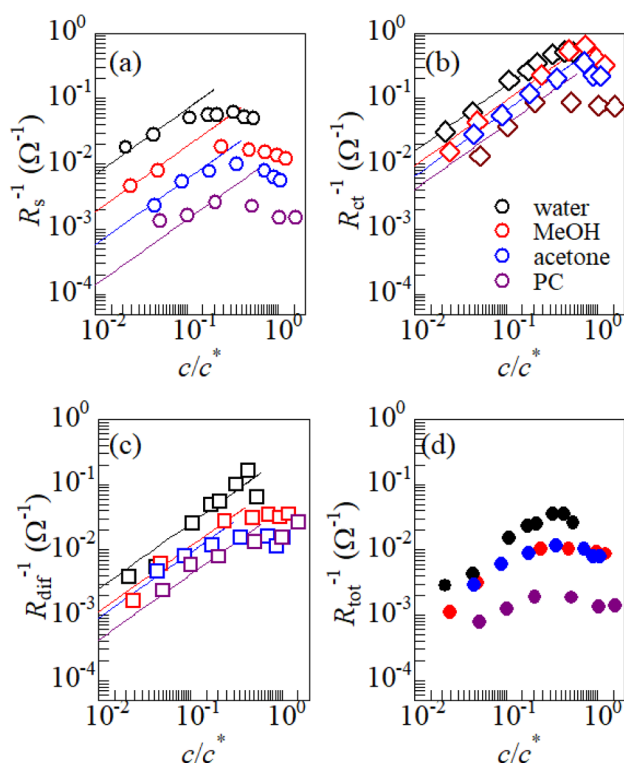 (a)
R_s^-1 (Ω^-1)
10^0
10^-1
10^-2
10^-3
10^-4
10^-2 10^-1 10^0
c/c*
(b)
R_ct^-1 (Ω^-1)
10^0
10^-1
10^-2
10^-3
10^-4
water
MeOH
acetone
PC
10^-2 10^-1 10^0
c/c*
(c)
R_dif^-1 (Ω^-1)
10^0
10^-1
10^-2
10^-3
10^-4
10^-2 10^-1 10^0
c/c*
(d)
R_tot^-1 (Ω^-1)
10^0
10^-1
10^-2
10^-3
10^-4
10^-2 10^-1 10^0
c/c*